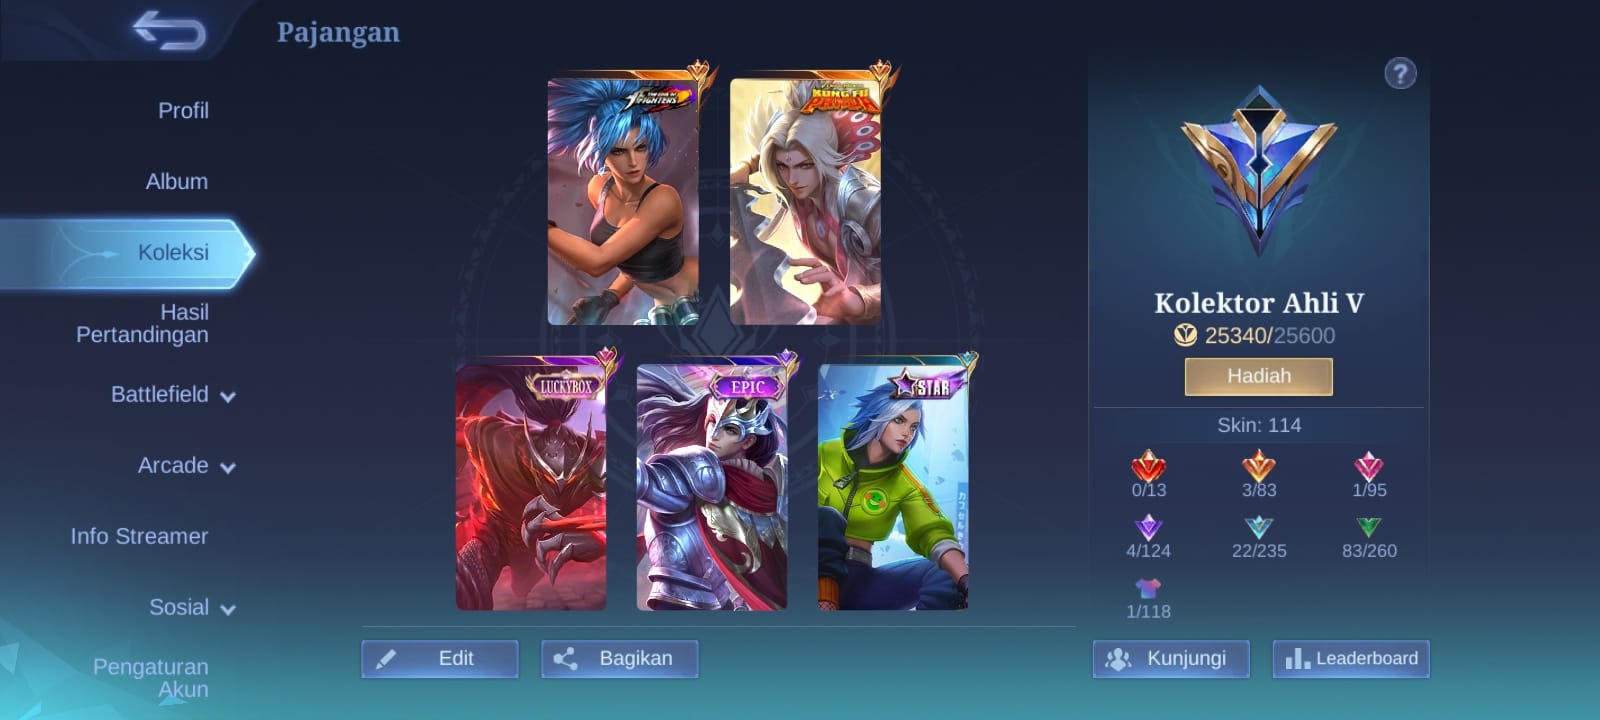 Pajangan
Profil
Album
Koleksi
Hasil
Pertandingan
Battlefield
Arcade
Info Streamer
Sosial
Pengaturan
Akun
THE KING OF
FIGHTERS
KUNG FU
PANDA
LUCKYBOX
EPIC
STAR
Edit
Bagikan
?
Kolektor Ahli V
25340/25600
Hadiah
Skin: 114
0/13
3/83
1/95
4/124
22/235
83/260
1/118
Kunjungi
Leaderboard